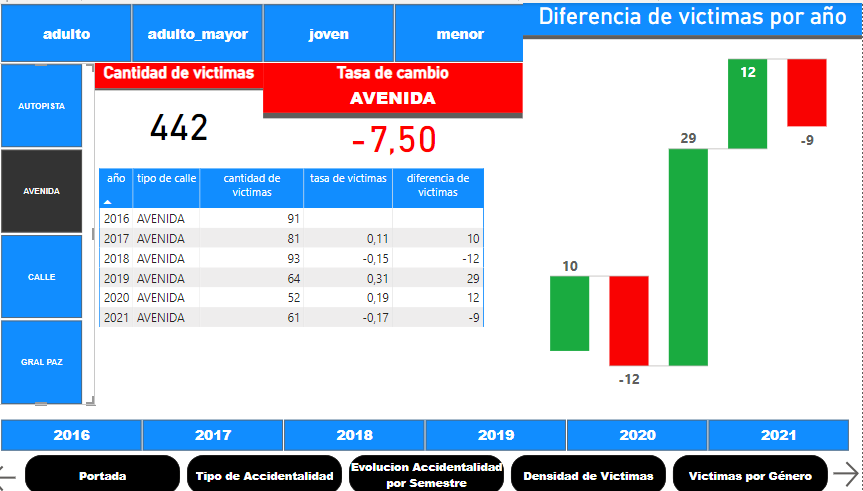 adulto adulto_mayor joven menor
Diferencia de victimas por año
AUTOPISTA
AVENIDA
CALLE
GRAL PAZ
Cantidad de victimas
442
Tasa de cambio
AVENIDA
-7,50
año tipo de calle cantidad de victimas tasa de victimas diferencia de victimas
2016 AVENIDA 91
2017 AVENIDA 81 0,11 10
2018 AVENIDA 93 -0,15 -12
2019 AVENIDA 64 0,31 29
2020 AVENIDA 52 0,19 12
2021 AVENIDA 61 -0,17 -9
10
-12
29
12
-9
2016 2017 2018 2019 2020 2021
Portada
Tipo de Accidentalidad
Evolucion Accidentalidad
por Semestre
Densidad de Victimas
Victimas por Género